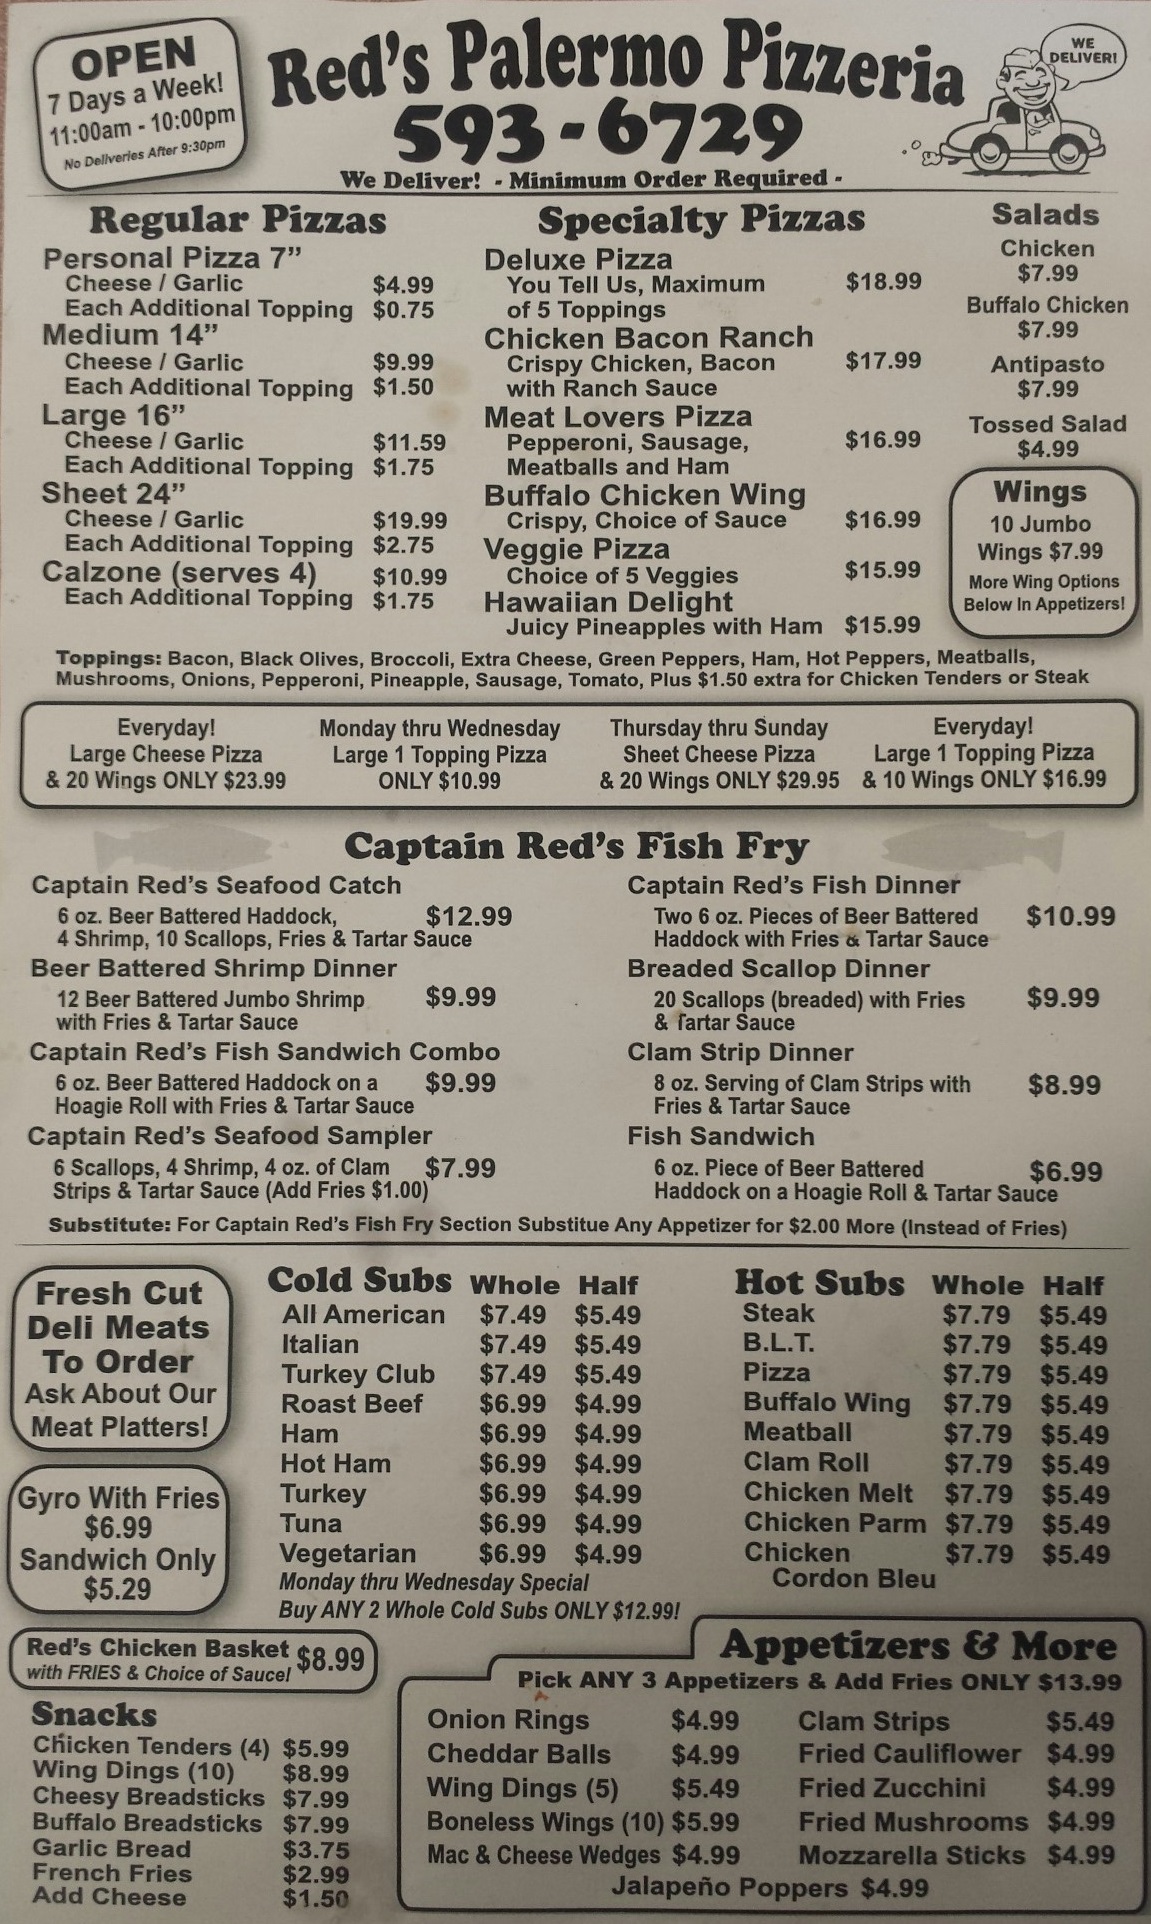 OPEN
7 Days a Week!
11:00am - 10:00pm
No Deliveries After 9:30pm
Red's Palermo Pizzeria
593-6729
We Deliver! - Minimum Order Required -
WE
DELIVER!
Regular Pizzas
Personal Pizza 7"
Cheese / Garlic $4.99
Each Additional Topping $0.75
Medium 14"
Cheese / Garlic $9.99
Each Additional Topping $1.50
Large 16"
Cheese / Garlic $11.59
Each Additional Topping $1.75
Sheet 24"
Cheese / Garlic $19.99
Each Additional Topping $2.75
Calzone (serves 4) $10.99
Each Additional Topping $1.75
Specialty Pizzas
Deluxe Pizza
You Tell Us, Maximum $18.99
of 5 Toppings
Chicken Bacon Ranch
Crispy Chicken, Bacon $17.99
with Ranch Sauce
Meat Lovers Pizza
Pepperoni, Sausage, $16.99
Meatballs and Ham
Buffalo Chicken Wing
Crispy, Choice of Sauce $16.99
Veggie Pizza
Choice of 5 Veggies $15.99
Hawaiian Delight
Juicy Pineapples with Ham $15.99
Salads
Chicken
$7.99
Buffalo Chicken
$7.99
Antipasto
$7.99
Tossed Salad
$4.99
Wings
10 Jumbo
Wings $7.99
More Wing Options
Below In Appetizers!
Toppings: Bacon, Black Olives, Broccoli, Extra Cheese, Green Peppers, Ham, Hot Peppers, Meatballs,
Mushrooms, Onions, Pepperoni, Pineapple, Sausage, Tomato, Plus $1.50 extra for Chicken Tenders or Steak
Everyday!
Large Cheese Pizza
& 20 Wings ONLY $23.99
Monday thru Wednesday
Large 1 Topping Pizza
ONLY $10.99
Thursday thru Sunday
Sheet Cheese Pizza
& 20 Wings ONLY $29.95
Everyday!
Large 1 Topping Pizza
& 10 Wings ONLY $16.99
Captain Red's Fish Fry
Captain Red's Seafood Catch
6 oz. Beer Battered Haddock, $12.99
4 Shrimp, 10 Scallops, Fries & Tartar Sauce
Beer Battered Shrimp Dinner
12 Beer Battered Jumbo Shrimp $9.99
with Fries & Tartar Sauce
Captain Red's Fish Sandwich Combo
6 oz. Beer Battered Haddock on a $9.99
Hoagie Roll with Fries & Tartar Sauce
Captain Red's Seafood Sampler
6 Scallops, 4 Shrimp, 4 oz. of Clam $7.99
Strips & Tartar Sauce (Add Fries $1.00)
Captain Red's Fish Dinner
Two 6 oz. Pieces of Beer Battered $10.99
Haddock with Fries & Tartar Sauce
Breaded Scallop Dinner
20 Scallops (breaded) with Fries $9.99
& Tartar Sauce
Clam Strip Dinner
8 oz. Serving of Clam Strips with $8.99
Fries & Tartar Sauce
Fish Sandwich
6 oz. Piece of Beer Battered $6.99
Haddock on a Hoagie Roll & Tartar Sauce
Substitute: For Captain Red's Fish Fry Section Substitue Any Appetizer for $2.00 More (Instead of Fries)
Fresh Cut
Deli Meats
To Order
Ask About Our
Meat Platters!
Gyro With Fries
$6.99
Sandwich Only
$5.29
Cold Subs Whole Half
All American $7.49 $5.49
Italian $7.49 $5.49
Turkey Club $7.49 $5.49
Roast Beef $6.99 $4.99
Ham $6.99 $4.99
Hot Ham $6.99 $4.99
Turkey $6.99 $4.99
Tuna $6.99 $4.99
Vegetarian $6.99 $4.99
Monday thru Wednesday Special
Buy ANY 2 Whole Cold Subs ONLY $12.99!
Hot Subs Whole Half
Steak $7.79 $5.49
B.L.T. $7.79 $5.49
Pizza $7.79 $5.49
Buffalo Wing $7.79 $5.49
Meatball $7.79 $5.49
Clam Roll $7.79 $5.49
Chicken Melt $7.79 $5.49
Chicken Parm $7.79 $5.49
Chicken $7.79 $5.49
Cordon Bleu
Red's Chicken Basket $8.99
with FRIES & Choice of Sauce!
Snacks
Chicken Tenders (4) $5.99
Wing Dings (10) $8.99
Cheesy Breadsticks $7.99
Buffalo Breadsticks $7.99
Garlic Bread $3.75
French Fries $2.99
Add Cheese $1.50
Appetizers & More
Pick ANY 3 Appetizers & Add Fries ONLY $13.99
Onion Rings $4.99
Cheddar Balls $4.99
Wing Dings (5) $5.49
Boneless Wings (10) $5.99
Mac & Cheese Wedges $4.99
Clam Strips $5.49
Fried Cauliflower $4.99
Fried Zucchini $4.99
Fried Mushrooms $4.99
Mozzarella Sticks $4.99
Jalapeño Poppers $4.99